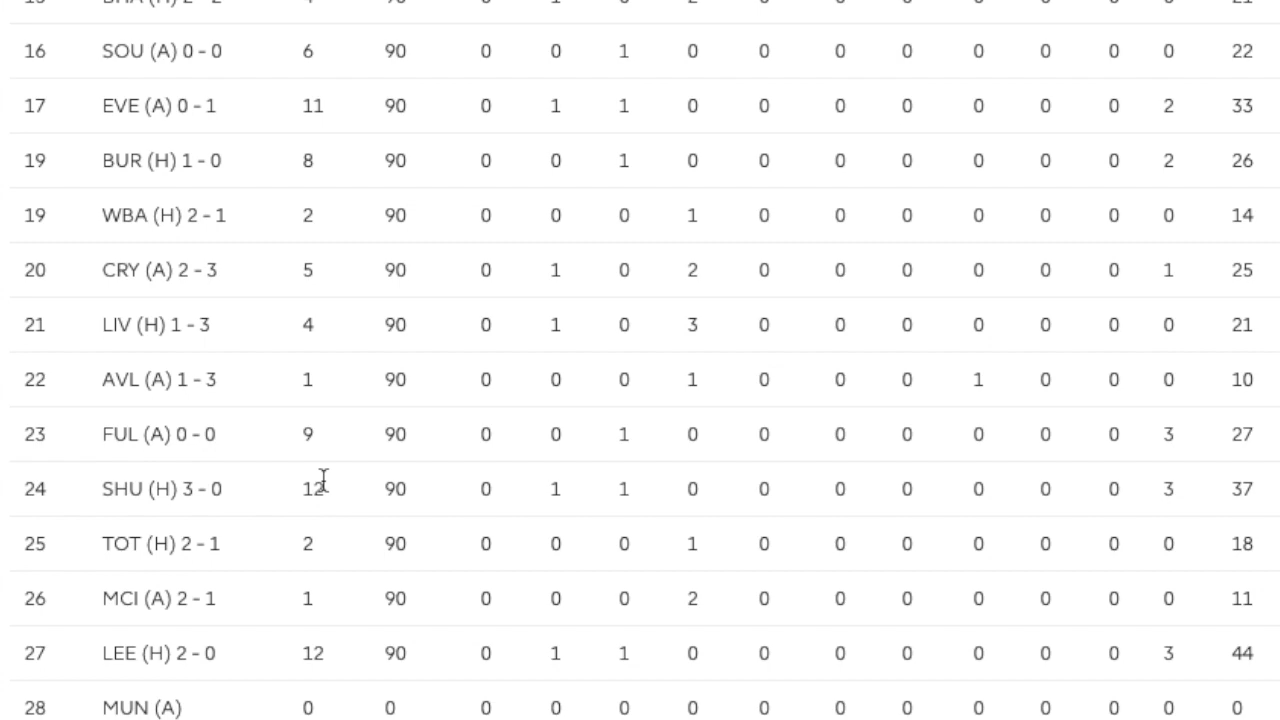 16 SOU (A) 0 - 0 6 90 0 0 1 0 0 0 0 0 0 0 0 22
17 EVE (A) 0 - 1 11 90 0 1 1 0 0 0 0 0 0 0 2 33
19 BUR (H) 1 - 0 8 90 0 0 1 0 0 0 0 0 0 0 2 26
19 WBA (H) 2 - 1 2 90 0 0 0 1 0 0 0 0 0 0 0 14
20 CRY (A) 2 - 3 5 90 0 1 0 2 0 0 0 0 0 0 1 25
21 LIV (H) 1 - 3 4 90 0 1 0 3 0 0 0 0 0 0 0 21
22 AVL (A) 1 - 3 1 90 0 0 0 1 0 0 0 1 0 0 0 10
23 FUL (A) 0 - 0 9 90 0 0 1 0 0 0 0 0 0 0 3 27
24 SHU (H) 3 - 0 12 90 0 1 1 0 0 0 0 0 0 0 3 37
25 TOT (H) 2 - 1 2 90 0 0 0 1 0 0 0 0 0 0 0 18
26 MCI (A) 2 - 1 1 90 0 0 0 2 0 0 0 0 0 0 0 11
27 LEE (H) 2 - 0 12 90 0 1 1 0 0 0 0 0 0 0 3 44
28 MUN (A) 0 0 0 0 0 0 0 0 0 0 0 0 0 0